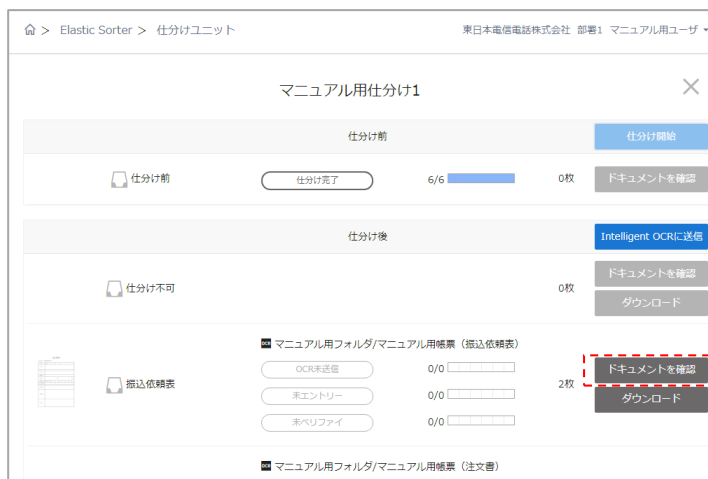 > Elastic Sorter > 仕分けユニット 東日本電信電話株式会社 部署1 マニュアル用ユーザ
マニュアル用仕分け1
仕分け前 仕分け開始
仕分け前 仕分け完了 6/6 0枚 ドキュメントを確認
仕分け後 Intelligent OCRに送信
仕分け不可 0枚 ドキュメントを確認
ダウンロード
OCR マニュアル用フォルダ/マニュアル用帳票（振込依頼表）
OCR未送信 0/0
振込依頼表 未エントリー 0/0 2枚 ドキュメントを確認
ダウンロード
未ベリファイ 0/0
OCR マニュアル用フォルダ/マニュアル用帳票（注文書）